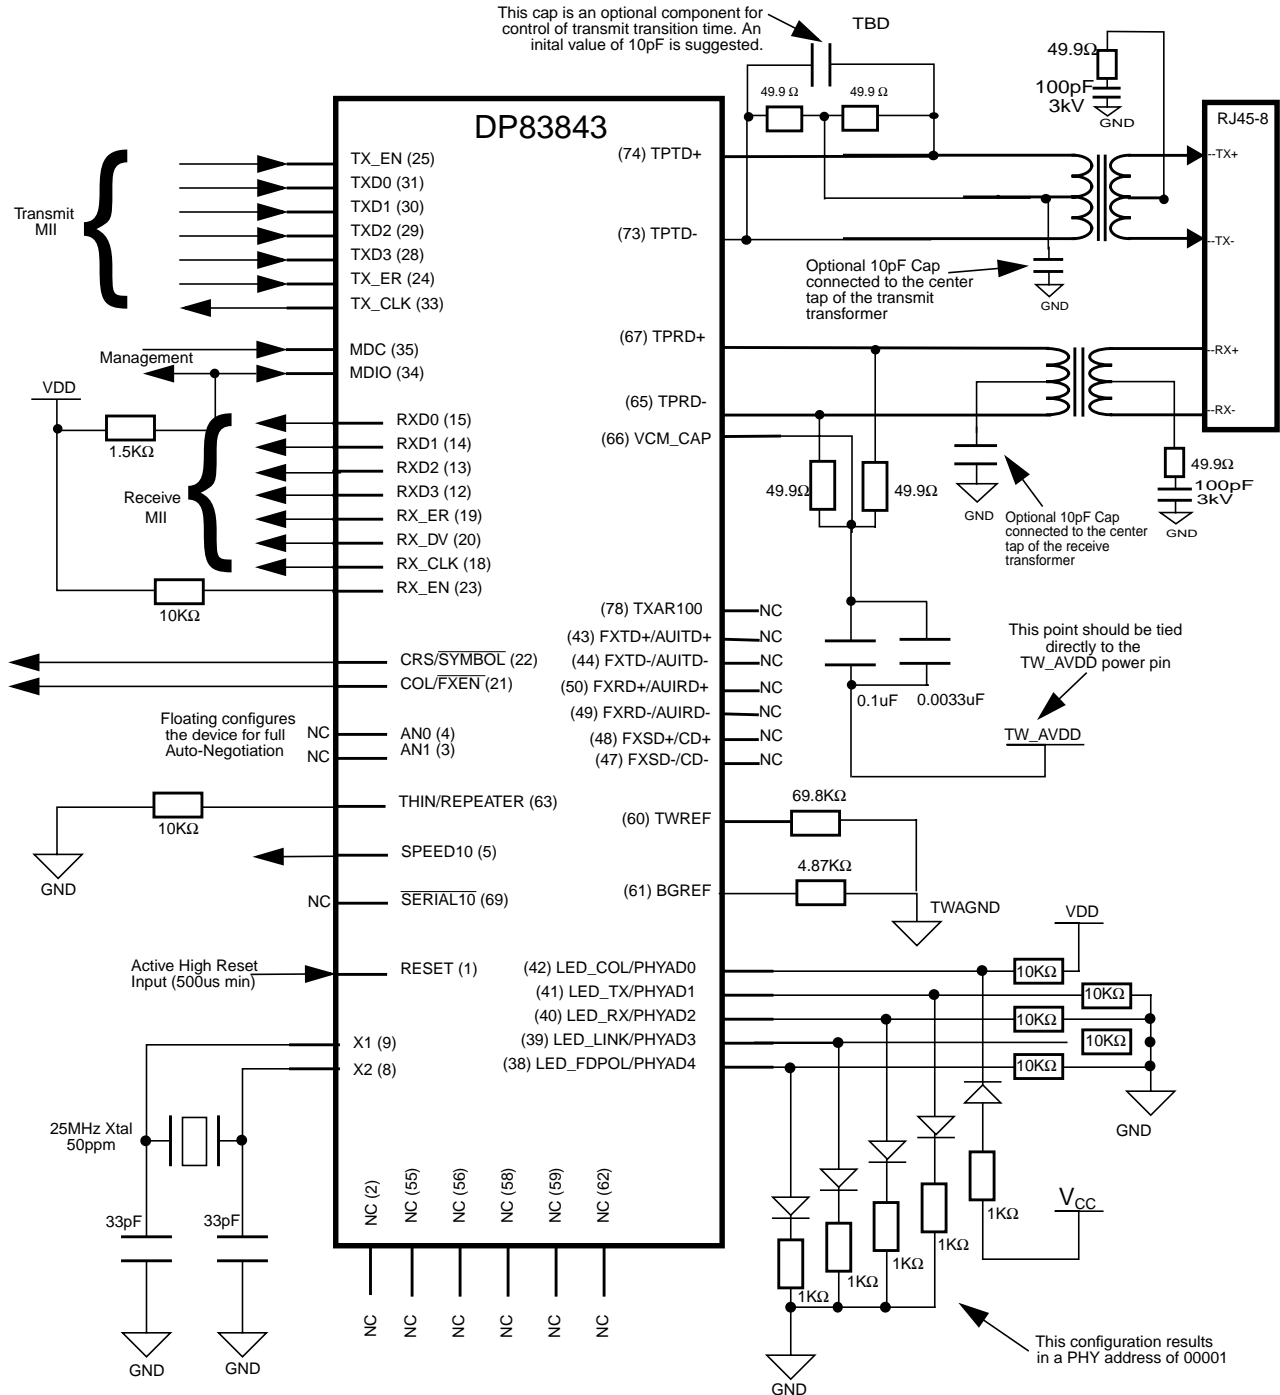 This cap is an optional component for
control of transmit transition time. An
inital value of 10pF is suggested.
TBD
49.9 Ω
49.9 Ω
49.9Ω
100pF
3kV
GND
DP83843
RJ45-8
Transmit
MII
TX_EN (25)
TXD0 (31)
TXD1 (30)
TXD2 (29)
TXD3 (28)
TX_ER (24)
TX_CLK (33)
(74) TPTD+
(73) TPTD-
--TX+
--TX-
Optional 10pF Cap
connected to the center
tap of the transmit
transformer
GND
Management
MDC (35)
MDIO (34)
VDD
1.5KΩ
(67) TPRD+
(65) TPRD-
(66) VCM_CAP
--RX+
--RX-
Receive
MII
RXD0 (15)
RXD1 (14)
RXD2 (13)
RXD3 (12)
RX_ER (19)
RX_DV (20)
RX_CLK (18)
RX_EN (23)
10KΩ
49.9Ω
49.9Ω
GND
Optional 10pF Cap
connected to the center
tap of the receive
transformer
49.9Ω
100pF
3kV
GND
CRS/SYMBOL (22)
COL/FXEN (21)
(78) TXAR100
NC
(43) FXTD+/AUITD+
NC
(44) FXTD-/AUITD-
NC
(50) FXRD+/AUIRD+
NC
(49) FXRD-/AUIRD-
NC
(48) FXSD+/CD+
NC
(47) FXSD-/CD-
NC
0.1uF
0.0033uF
This point should be tied
directly to the
TW_AVDD power pin
TW_AVDD
Floating configures
the device for full
Auto-Negotiation
NC
AN0 (4)
NC
AN1 (3)
10KΩ
GND
THIN/REPEATER (63)
SPEED10 (5)
NC
SERIAL10 (69)
(60) TWREF
69.8KΩ
(61) BGREF
4.87KΩ
TWAGND
Active High Reset
Input (500us min)
RESET (1)
VDD
(42) LED_COL/PHYAD0
10KΩ
(41) LED_TX/PHYAD1
10KΩ
(40) LED_RX/PHYAD2
10KΩ
(39) LED_LINK/PHYAD3
10KΩ
(38) LED_FDPOL/PHYAD4
10KΩ
GND
X1 (9)
X2 (8)
25MHz Xtal
50ppm
33pF
33pF
GND
GND
NC (2)
NC (55)
NC (56)
NC (58)
NC (59)
NC (62)
NC
NC
NC
NC
NC
NC
1KΩ
1KΩ
1KΩ
1KΩ
1KΩ
VCC
GND
This configuration results
in a PHY address of 00001